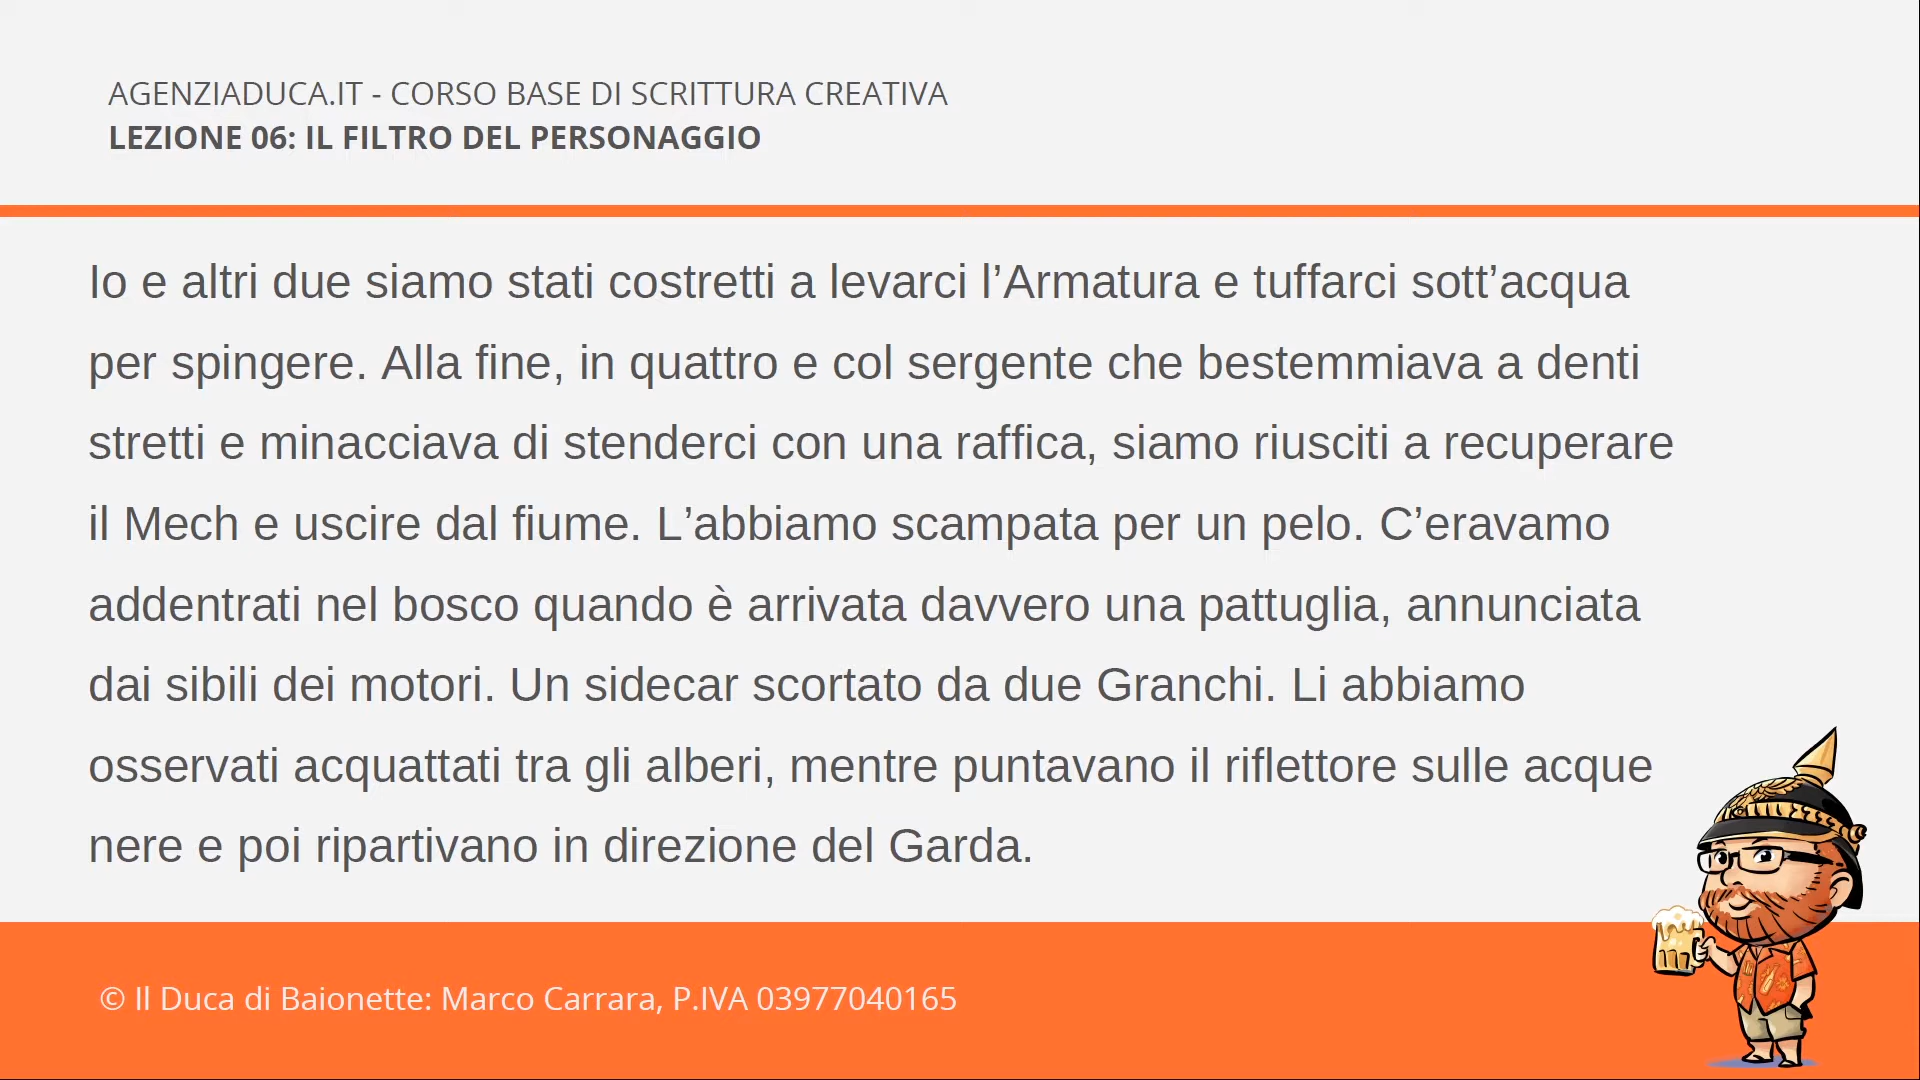 AGENZIADUCA.IT - CORSO BASE DI SCRITTURA CREATIVA
LEZIONE 06: IL FILTRO DEL PERSONAGGIO
Io e altri due siamo stati costretti a levarci l’Armatura e tuffarci sott’acqua
per spingere. Alla fine, in quattro e col sergente che bestemmiava a denti
stretti e minacciava di stenderci con una raffica, siamo riusciti a recuperare
il Mech e uscire dal fiume. L’abbiamo scampata per un pelo. C’eravamo
addentrati nel bosco quando è arrivata davvero una pattuglia, annunciata
dai sibili dei motori. Un sidecar scortato da due Granchi. Li abbiamo
osservati acquattati tra gli alberi, mentre puntavano il riflettore sulle acque
nere e poi ripartivano in direzione del Garda.
© Il Duca di Baionette: Marco Carrara, P.IVA 03977040165